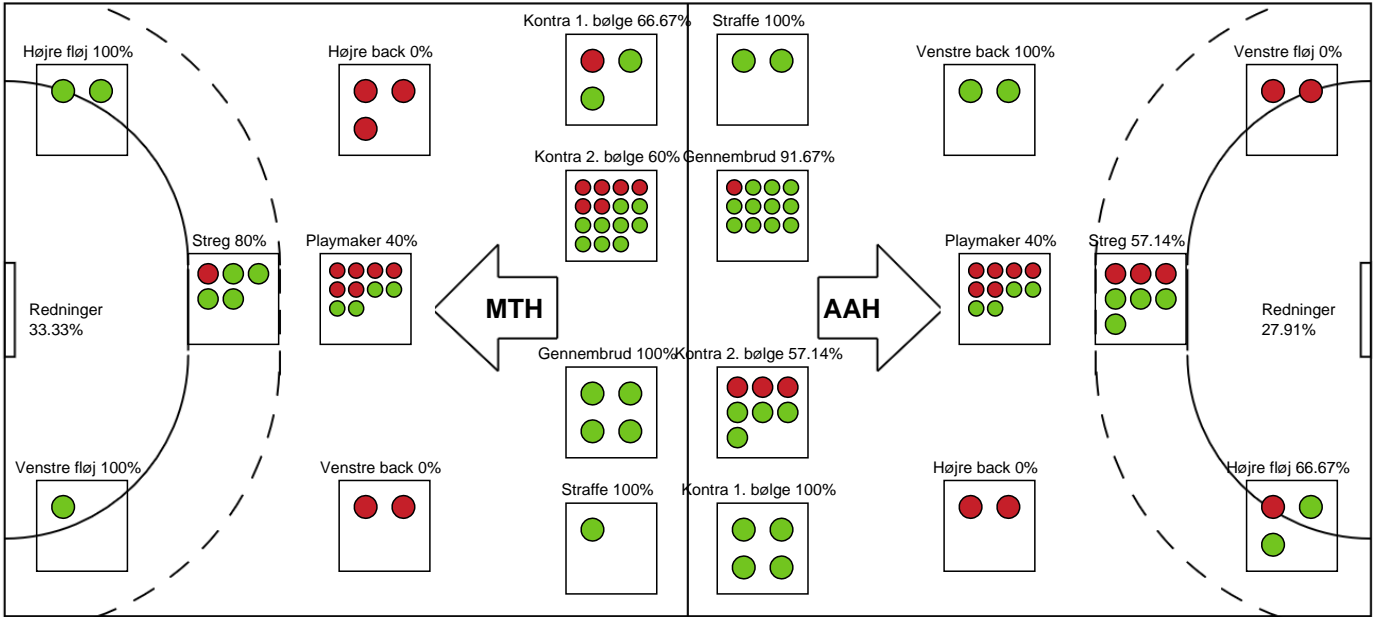 Kontra 1. bølge 66.67%
Straffe 100%
Højre fløj 100%
Højre back 0%
Venstre back 100%
Venstre fløj 0%
Kontra 2. bølge 60%
Gennembrud 91.67%
Streg 80%
Playmaker 40%
Playmaker 40%
Streg 57.14%
Redninger
33.33%
MTH
AAH
Redninger
27.91%
Gennembrud 100%
Kontra 2. bølge 57.14%
Venstre fløj 100%
Venstre back 0%
Højre back 0%
Højre fløj 66.67%
Straffe 100%
Kontra 1. bølge 100%